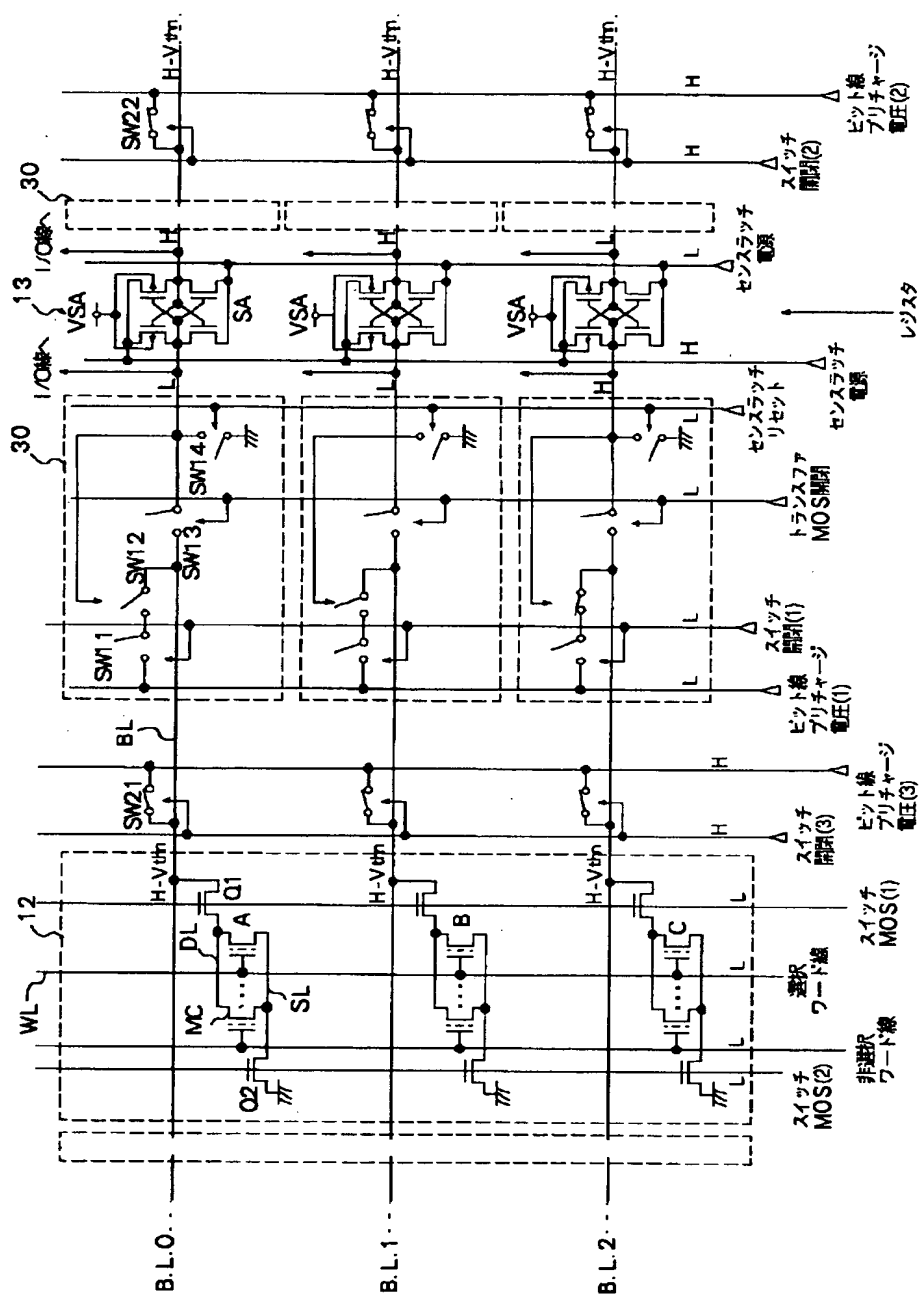 H-Vthn
H-Vthn
H-Vthn
SW22
H
H
ビット線
プリチャージ
電圧(2)
スイッチ
開閉(2)
30
I/O線へ
H
H
L
L
センスラッチ
電源
13
VSA
SA
VSA
VSA
レジスタ
I/O線へ
L
L
H
H
センスラッチ
電源
30
SW14
L
センスラッチ
リセット
SW13
L
トランスファ
MOS開閉
SW12
SW11
L
スイッチ
開閉(1)
L
ビット線
プリチャージ
電圧(1)
BL
SW21
H
ビット線
プリチャージ
電圧(3)
H
スイッチ
開閉(3)
12
H-Vthn
H-Vthn
H-Vthn
Q1
L
スイッチ
MOS(1)
WL
DL
A
B
C
MC
SL
L
選択
ワード線
L
非選択
ワード線
Q2
L
スイッチ
MOS(2)
B.L.0・・
B.L.1・・
B.L.2・・